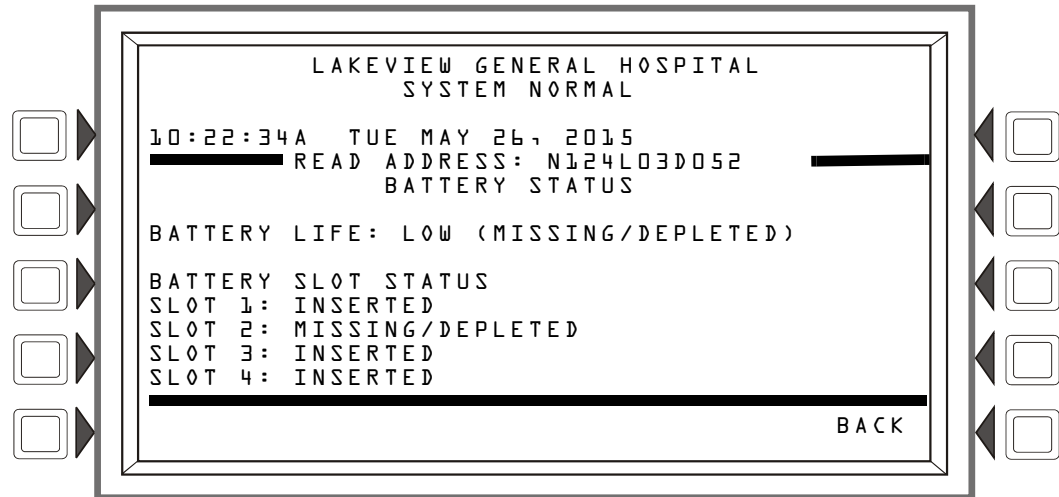 LAKEVIEW GENERAL HOSPITAL
SYSTEM NORMAL
10:22:34A TUE MAY 26, 2015
READ ADDRESS: N124L03D052
BATTERY STATUS
BATTERY LIFE: LOW (MISSING/DEPLETED)
BATTERY SLOT STATUS
SLOT 1: INSERTED
SLOT 2: MISSING/DEPLETED
SLOT 3: INSERTED
SLOT 4: INSERTED
BACK